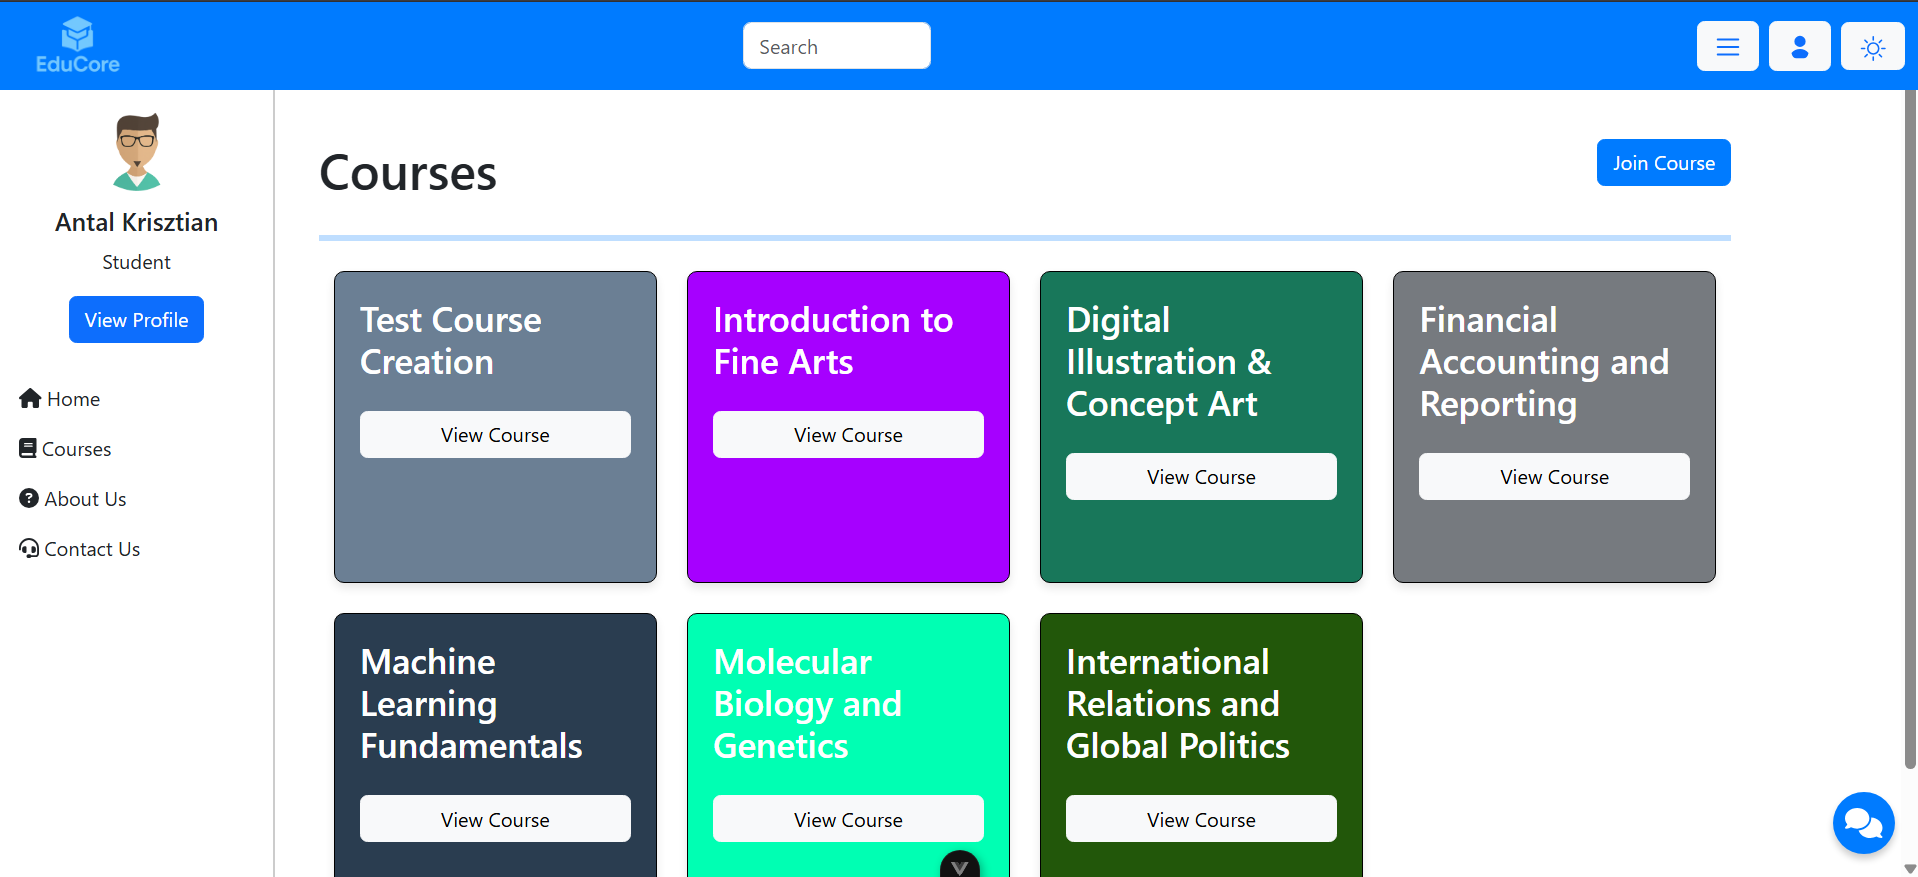 EduCore
Search
Antal Krisztian
Student
View Profile
Home
Courses
About Us
Contact Us
Courses
Join Course
Test Course
Creation
View Course
Introduction to
Fine Arts
View Course
Digital
Illustration &
Concept Art
View Course
Financial
Accounting and
Reporting
View Course
Machine
Learning
Fundamentals
View Course
Molecular
Biology and
Genetics
View Course
International
Relations and
Global Politics
View Course